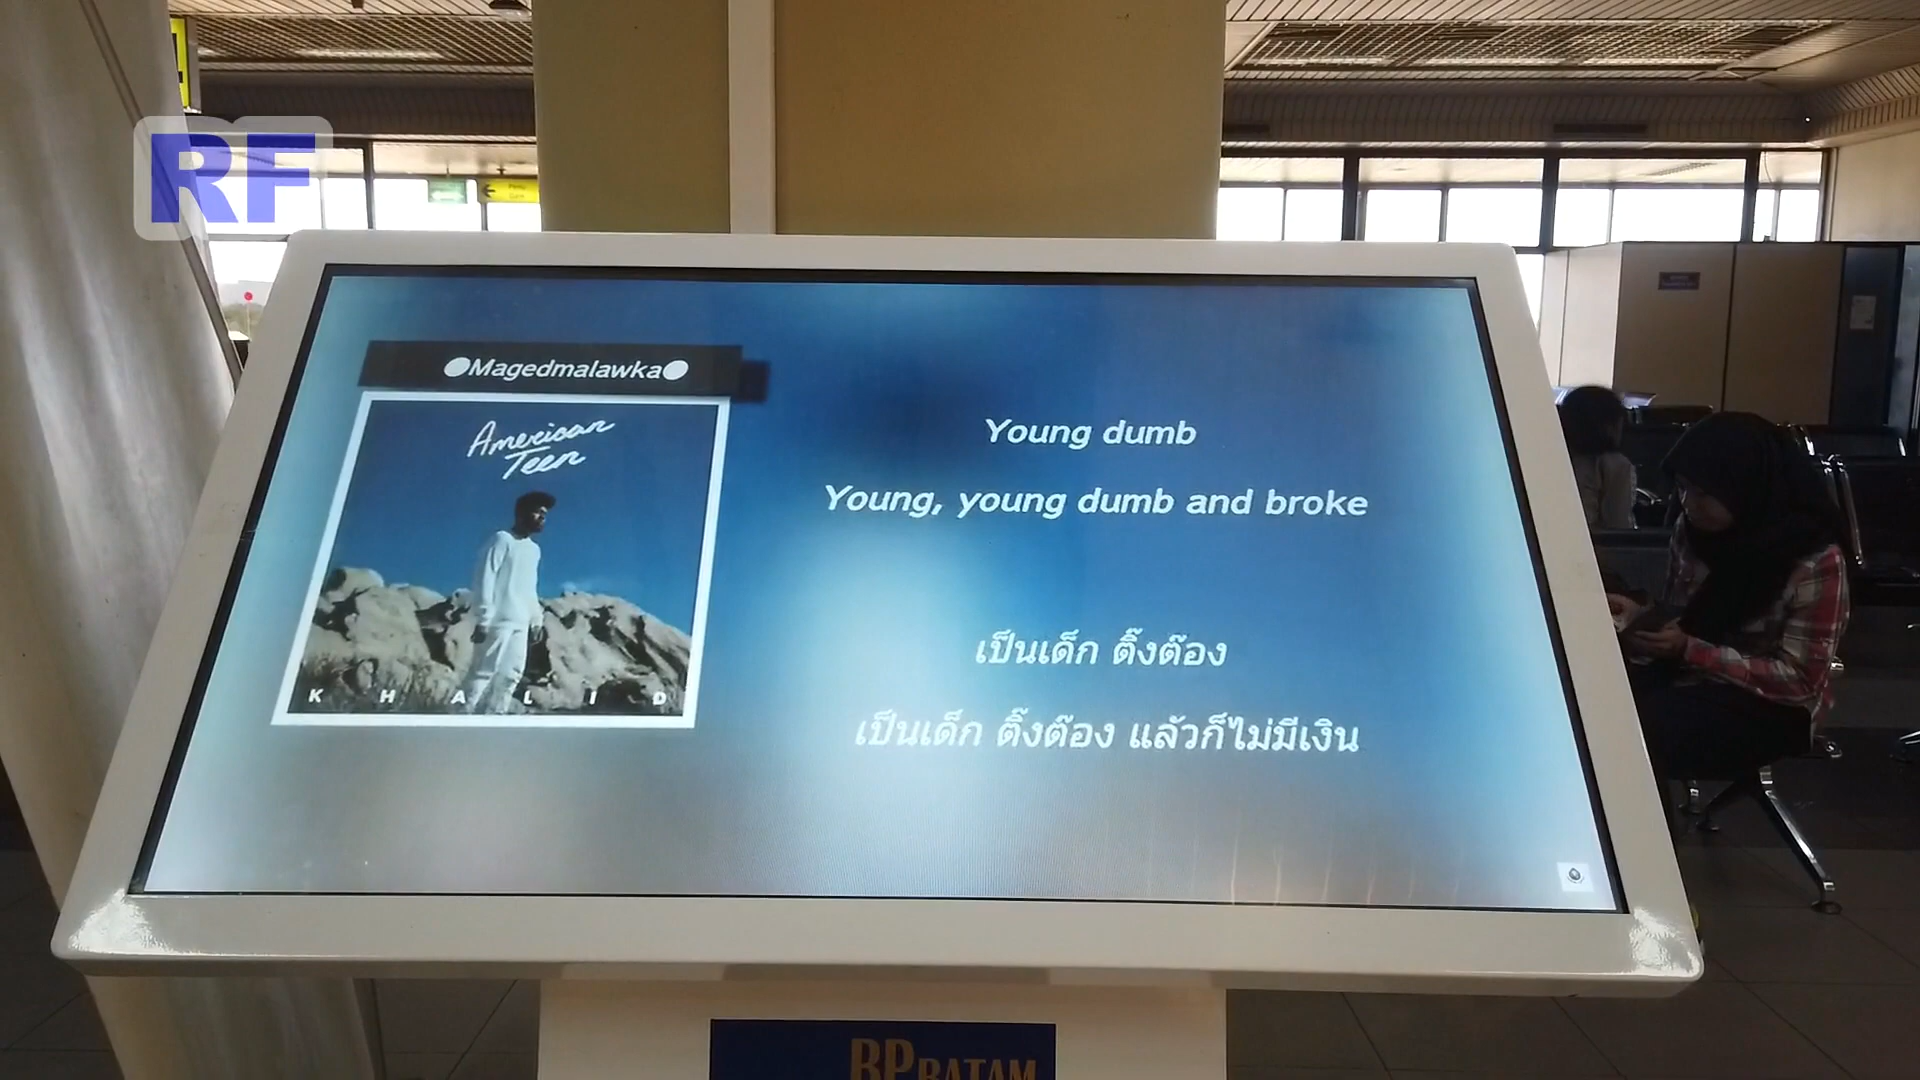 RF
●Magedmalawka●
American
Teen
KHALID
Young dumb
Young, young dumb and broke
เป็นเด็ก ติ๊งต๊อง
เป็นเด็ก ติ๊งต๊อง แล้วก็ไม่มีเงิน
BP BATAM